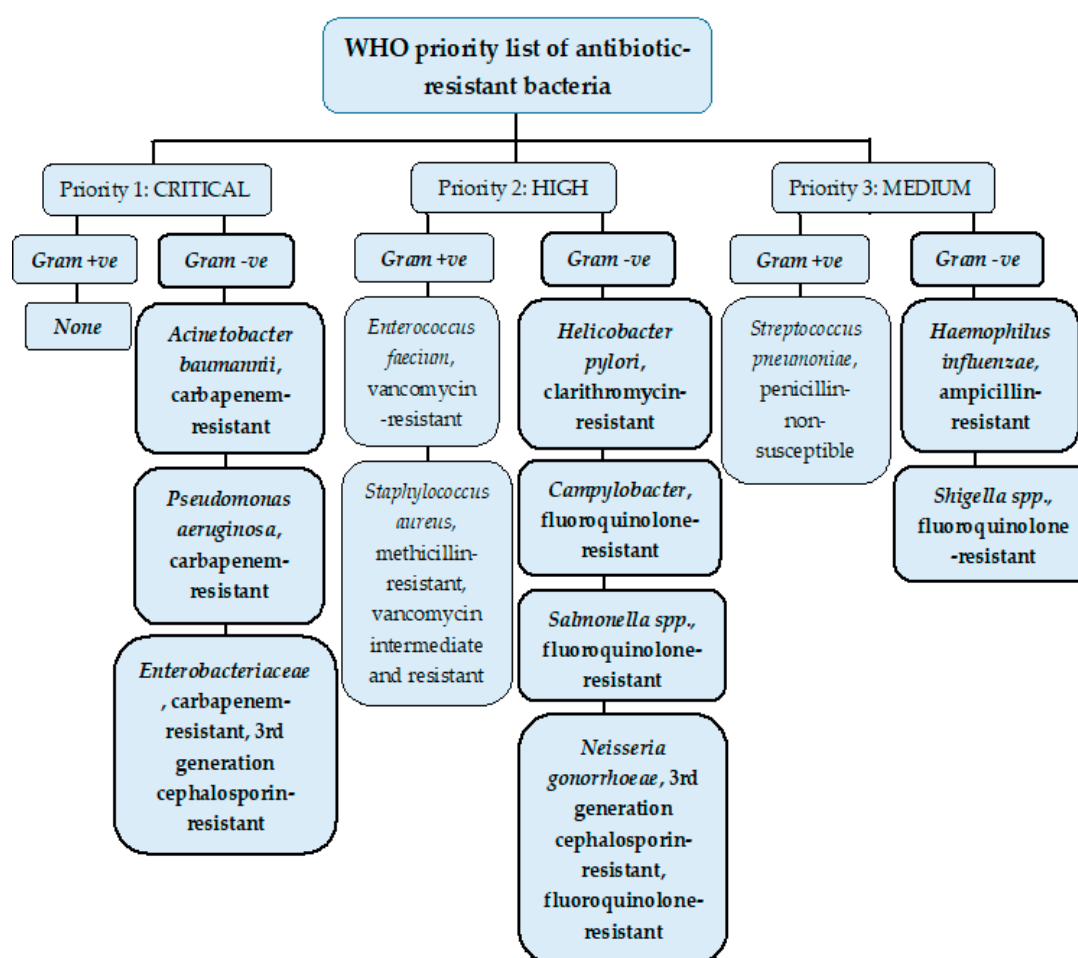 WHO priority list of antibiotic-
resistant bacteria
Priority 1: CRITICAL
Gram +ve
None
Gram -ve
Acinetobacter
baumannii,
carbapenem-
resistant
Pseudomonas
aeruginosa,
carbapenem-
resistant
Enterobacteriaceae
, carbapenem-
resistant, 3rd
generation
cephalosporin-
resistant
Priority 2: HIGH
Gram +ve
Enterococcus
faecium,
vancomycin
-resistant
Staphylococcus
aureus,
methicillin-
resistant,
vancomycin
intermediate
and resistant
Gram -ve
Helicobacter
pylori,
clarithromycin-
resistant
Campylobacter,
fluoroquinolone-
resistant
Salmonella spp.,
fluoroquinolone-
resistant
Neisseria
gonorrhoeae, 3rd
generation
cephalosporin-
resistant,
fluoroquinolone-
resistant
Priority 3: MEDIUM
Gram +ve
Streptococcus
pneumoniae,
penicillin-
non-
susceptible
Gram -ve
Haemophilus
influenzae,
ampicillin-
resistant
Shigella spp.,
fluoroquinolone
-resistant